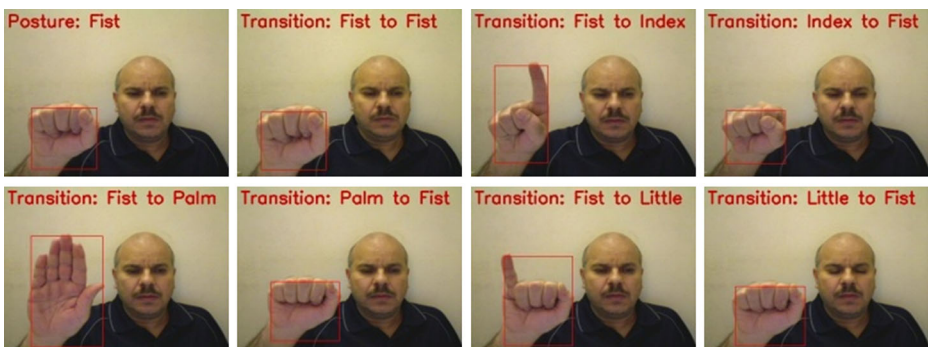 Posture: Fist
Transition: Fist to Fist
Transition: Fist to Index
Transition: Index to Fist
Transition: Fist to Palm
Transition: Palm to Fist
Transition: Fist to Little
Transition: Little to Fist